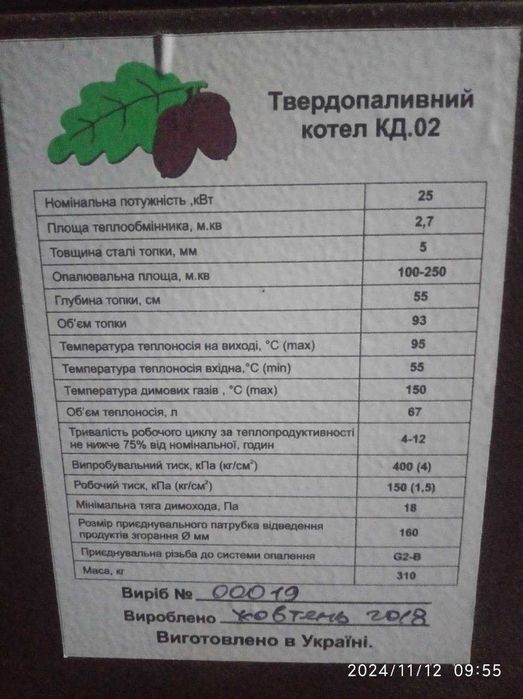 Твердопаливний
котел КД.02
Номінальна потужність ,кВт 25
Площа теплообмінника, м.кв 2,7
Товщина сталі топки, мм 5
Опалювальна площа, м.кв 100-250
Глубина топки, см 55
Об'єм топки 93
Температура теплоносія на виході, °С (max) 95
Температура теплоносія вхідна,°С (min) 55
Температура димових газів , °С (max) 150
Об'єм теплоносія, л 67
Тривалість робочого циклу за теплопродуктивності
не нижче 75% від номінальної, годин 4-12
Випробувальний тиск, кПа (кг/см²) 400 (4)
Робочий тиск, кПа (кг/см²) 150 (1,5)
Мінімальна тяга димохода, Па 18
Розмір приєднувального патрубка відведення
продуктів згорання Ø мм 160
Приєднувальна різьба до системи опалення G2-B
Маса, кг 310
Виріб № 00019
Вироблено жовтень 2018
Виготовлено в Україні.
2024/11/12 09:55